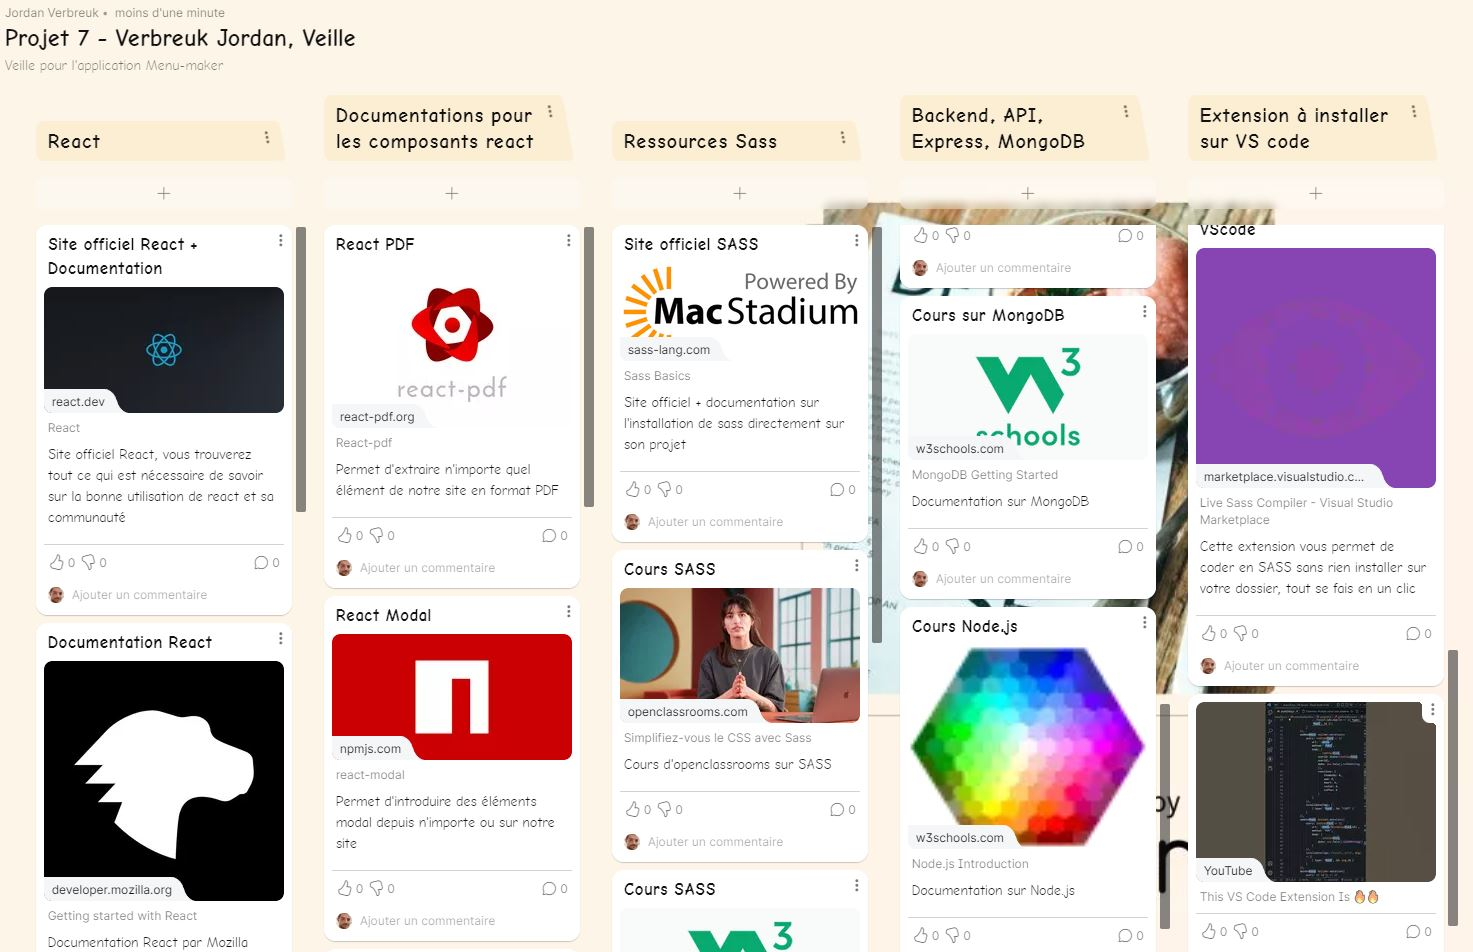 Jordan Verbreuk • moins d'une minute
Projet 7 - Verbreuk Jordan, Veille
Veille pour l'application Menu-maker
React
Site officiel React +
Documentation
react.dev
React
Site officiel React, vous trouverez
tout ce qui est nécessaire de savoir
sur la bonne utilisation de react et sa
communauté
0 0 0
Ajouter un commentaire
Documentation React
developer.mozilla.org
Getting started with React
Documentation React par Mozilla
Documentations pour
les composants react
React PDF
react-pdf
react-pdf.org
React-pdf
Permet d'extraire n'importe quel
élément de notre site en format PDF
0 0 0
Ajouter un commentaire
React Modal
npmjs.com
react-modal
Permet d'introduire des éléments
modal depuis n'importe ou sur notre
site
0 0 0
Ajouter un commentaire
Ressources Sass
Site officiel SASS
Powered By
MacStadium
sass-lang.com
Sass Basics
Site officiel + documentation sur
l'installation de sass directement sur
son projet
0 0 0
Ajouter un commentaire
Cours SASS
openclassrooms.com
Simplifiez-vous le CSS avec Sass
Cours d'openclassrooms sur SASS
0 0 0
Ajouter un commentaire
Cours SASS
W3
Backend, API,
Express, MongoDB
0 0 0
Ajouter un commentaire
Cours sur MongoDB
W3
schools
w3schools.com
MongoDB Getting Started
Documentation sur MongoDB
0 0 0
Ajouter un commentaire
Cours Node.js
w3schools.com
Node.js Introduction
Documentation sur Node.js
0 0 0
Extension à installer
sur VS code
VScode
marketplace.visualstudio.c...
Live Sass Compiler - Visual Studio
Marketplace
Cette extension vous permet de
coder en SASS sans rien installer sur
votre dossier, tout se fais en un clic
0 0 0
Ajouter un commentaire
YouTube
This VS Code Extension Is 🔥🔥
0 0 0